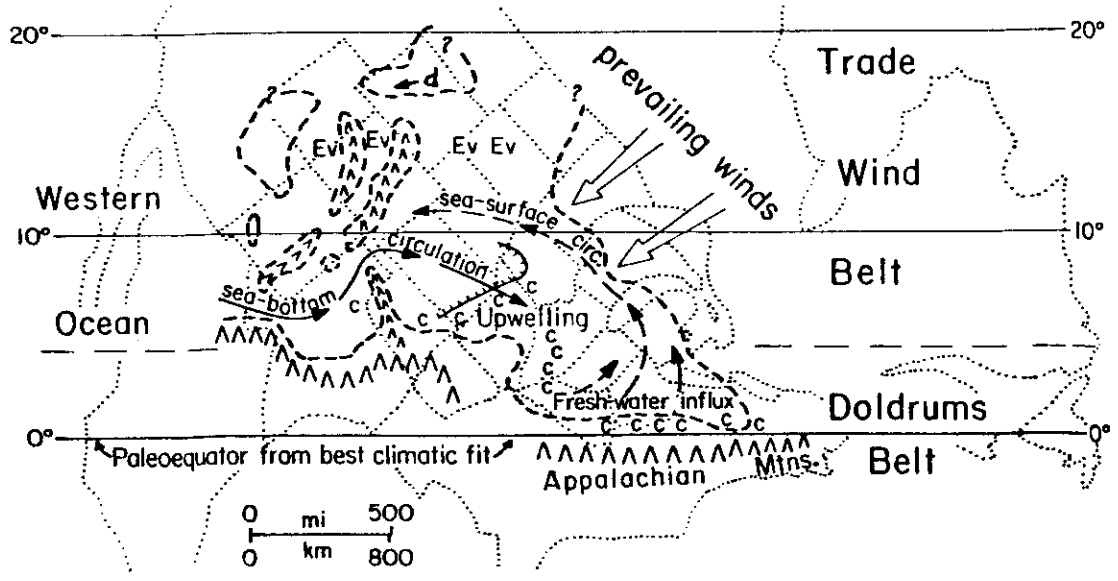 20°
20°
Trade
prevailing winds
?
?
d
?
Ev
Ev
Ev Ev
Wind
Western
sea-surface circ.
10°
10°
circulation
Belt
sea-bottom
C
C
C
C
C
Upwelling
Ocean
C
C
C
C
C
Fresh-water influx
Doldrums
C C C C C C
0°
0°
Paleoequator from best climatic fit
Belt
Appalachian Mtns.
0 mi 500
0 km 800